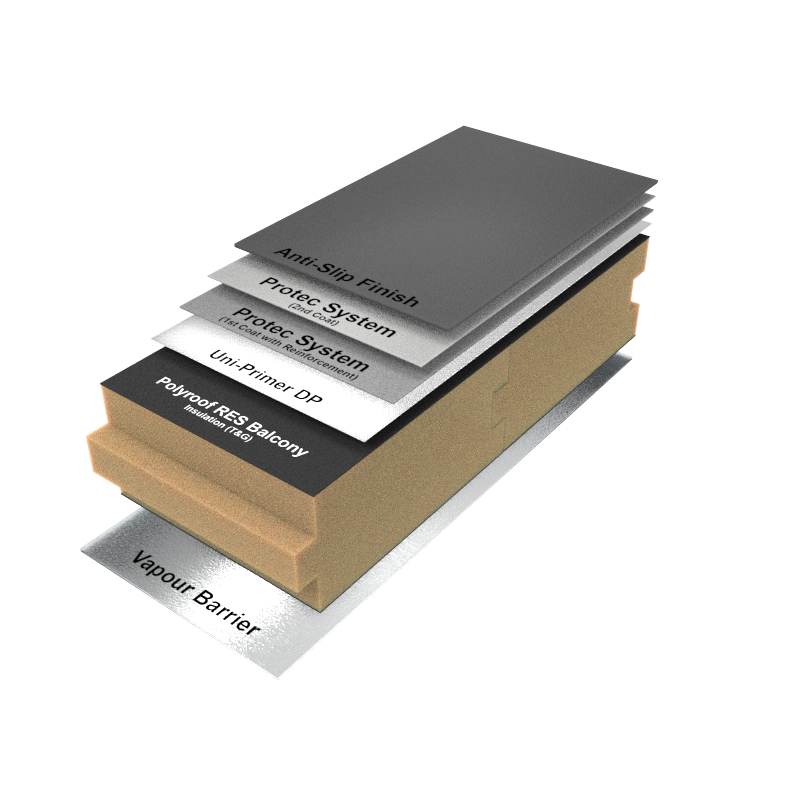 Anti-Slip Finish
Protec System
(2nd Coat)
Protec System
(1st Coat with Reinforcement)
Uni-Primer DP
Polyroof RES Balcony
Insulation (T&G)
Vapour Barrier